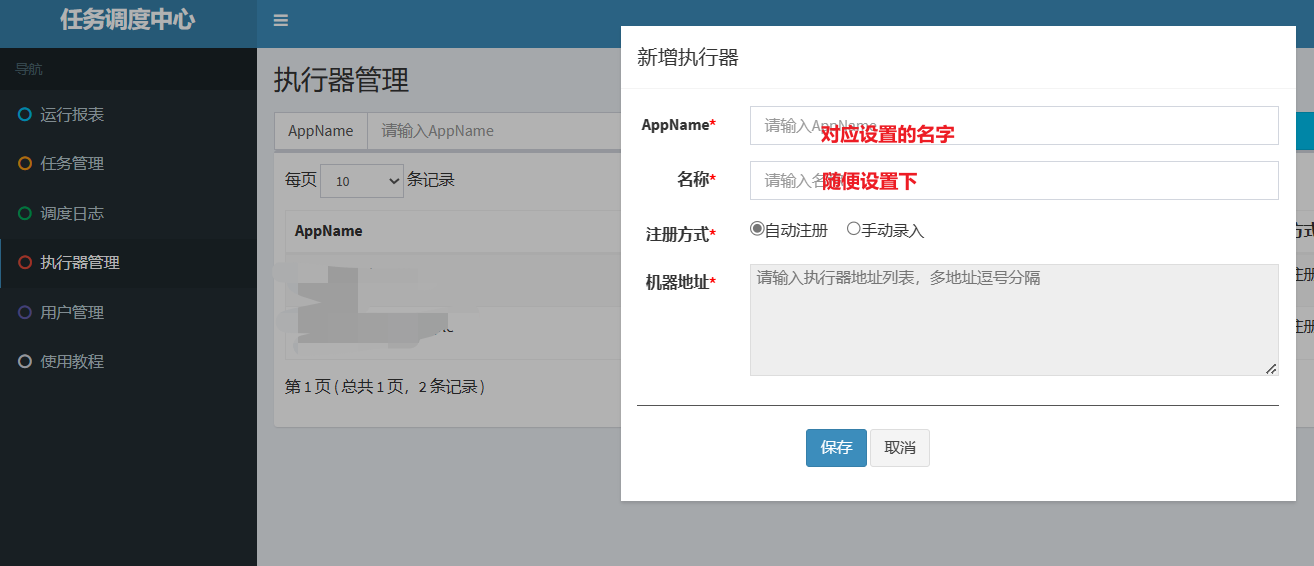 任务调度中心
导航
运行报表
任务管理
调度日志
执行器管理
用户管理
使用教程
执行器管理
AppName 请输入AppName
每页 10 条记录
AppName
第 1 页 ( 总共 1 页，2 条记录 )
新增执行器
AppName* 请输入AppName
对应设置的名字
名称* 请输入名
随便设置下
注册方式* 自动注册 手动录入
机器地址* 请输入执行器地址列表，多地址逗号分隔
保存 取消
方式
注册
注册